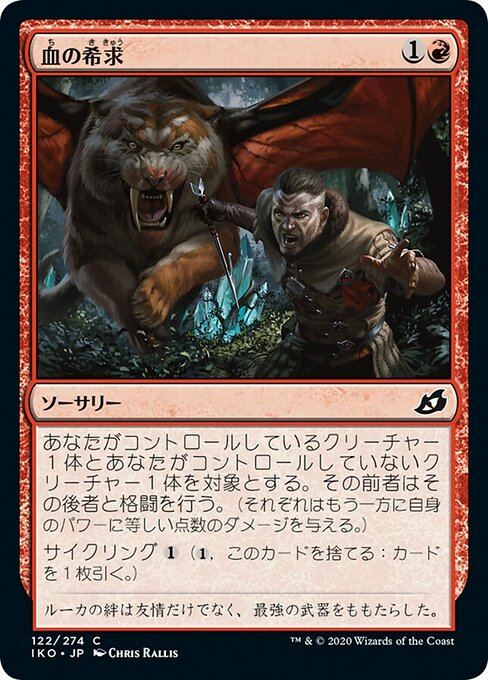 血の希求
ち ききゅう
1
ソーサリー
あなたがコントロールしているクリーチャー
1体とあなたがコントロールしていないク
リーチャー1体を対象とする。その前者はそ
の後者と格闘を行う。（それぞれはもう一方に自身
のパワーに等しい点数のダメージを与える。）
サイクリング 1 （1, このカードを捨てる：カード
を1枚引く。）
ルーカの絆は友情だけでなく、最強の武器をももたらした。
122/274 C
IKO・JP Chris Rallis
™ & © 2020 Wizards of the Coast